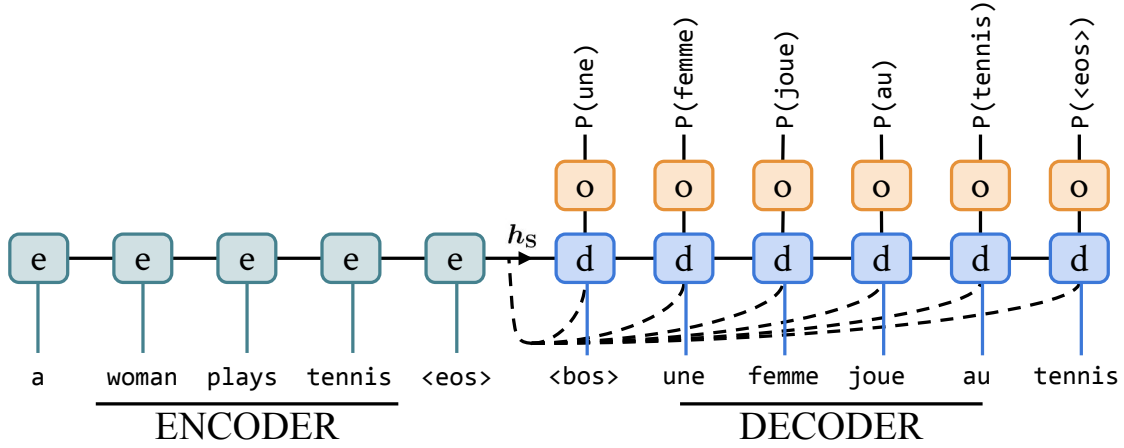 P(une) P(femme) P(joue) P(au) P(tennis) P(<eos>)
o o o o o o
h_S
e e e e e d d d d d d
a woman plays tennis <eos> <bos> une femme joue au tennis
ENCODER DECODER